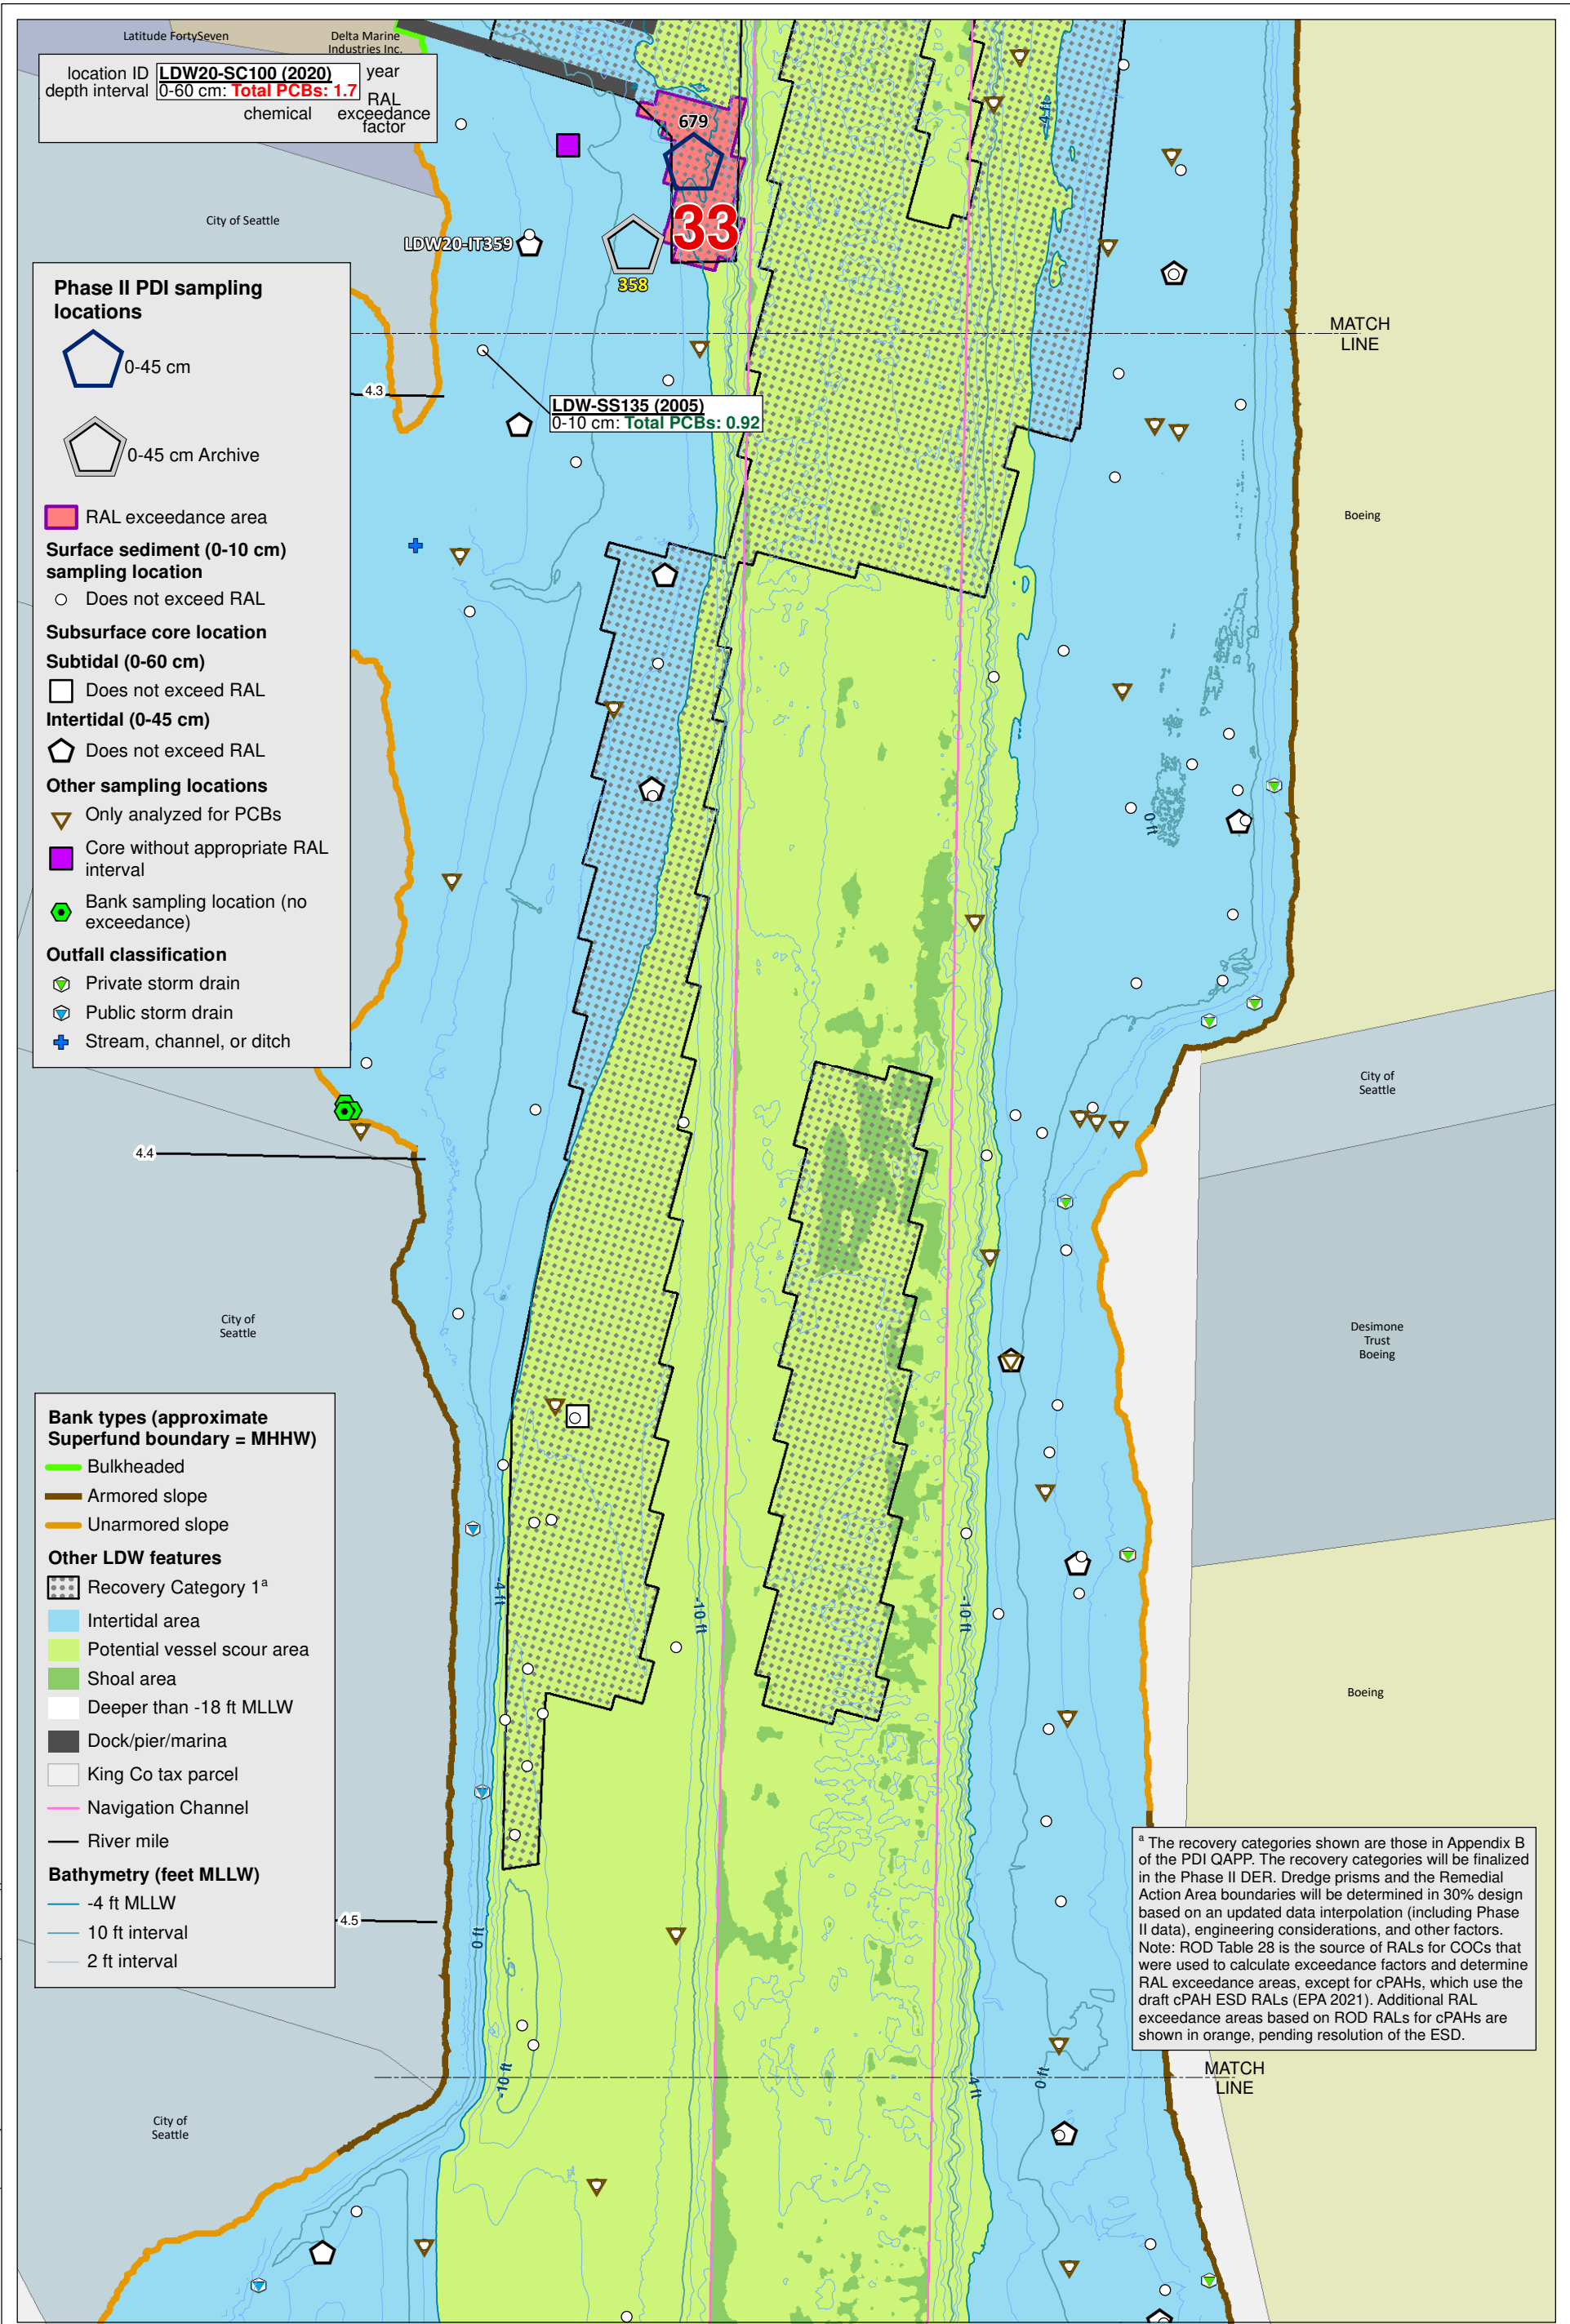 Latitude FortySeven
Delta Marine
Industries Inc.
location ID
depth interval
LDW20-SC100 (2020)
0-60 cm: Total PCBs: 1.7
year
RAL
exceedance
factor
chemical
679
33
City of Seattle
LDW20-IT359
358
Phase II PDI sampling
locations
0-45 cm
0-45 cm Archive
RAL exceedance area
Surface sediment (0-10 cm)
sampling location
Does not exceed RAL
Subsurface core location
Subtidal (0-60 cm)
Does not exceed RAL
Intertidal (0-45 cm)
Does not exceed RAL
Other sampling locations
Only analyzed for PCBs
Core without appropriate RAL
interval
Bank sampling location (no
exceedance)
Outfall classification
Private storm drain
Public storm drain
Stream, channel, or ditch
-4 ft
MATCH
LINE
4.3
LDW-SS135 (2005)
0-10 cm: Total PCBs: 0.92
Boeing
0 ft
City of
Seattle
4.4
City of
Seattle
Desimone
Trust
Boeing
Bank types (approximate
Superfund boundary = MHHW)
Bulkheaded
Armored slope
Unarmored slope
Other LDW features
Recovery Category 1a
Intertidal area
Potential vessel scour area
Shoal area
Deeper than -18 ft MLLW
Dock/pier/marina
King Co tax parcel
Navigation Channel
River mile
Bathymetry (feet MLLW)
-4 ft MLLW
10 ft interval
2 ft interval
-4 ft
-10 ft
-10 ft
Boeing
a The recovery categories shown are those in Appendix B
of the PDI QAPP. The recovery categories will be finalized
in the Phase II DER. Dredge prisms and the Remedial
Action Area boundaries will be determined in 30% design
based on an updated data interpolation (including Phase
II data), engineering considerations, and other factors.
Note: ROD Table 28 is the source of RALs for COCs that
were used to calculate exceedance factors and determine
RAL exceedance areas, except for cPAHs, which use the
draft cPAH ESD RALs (EPA 2021). Additional RAL
exceedance areas based on ROD RALs for cPAHs are
shown in orange, pending resolution of the ESD.
4.5
0 ft
-10 ft
-4 ft
0 ft
MATCH
LINE
City of
Seattle